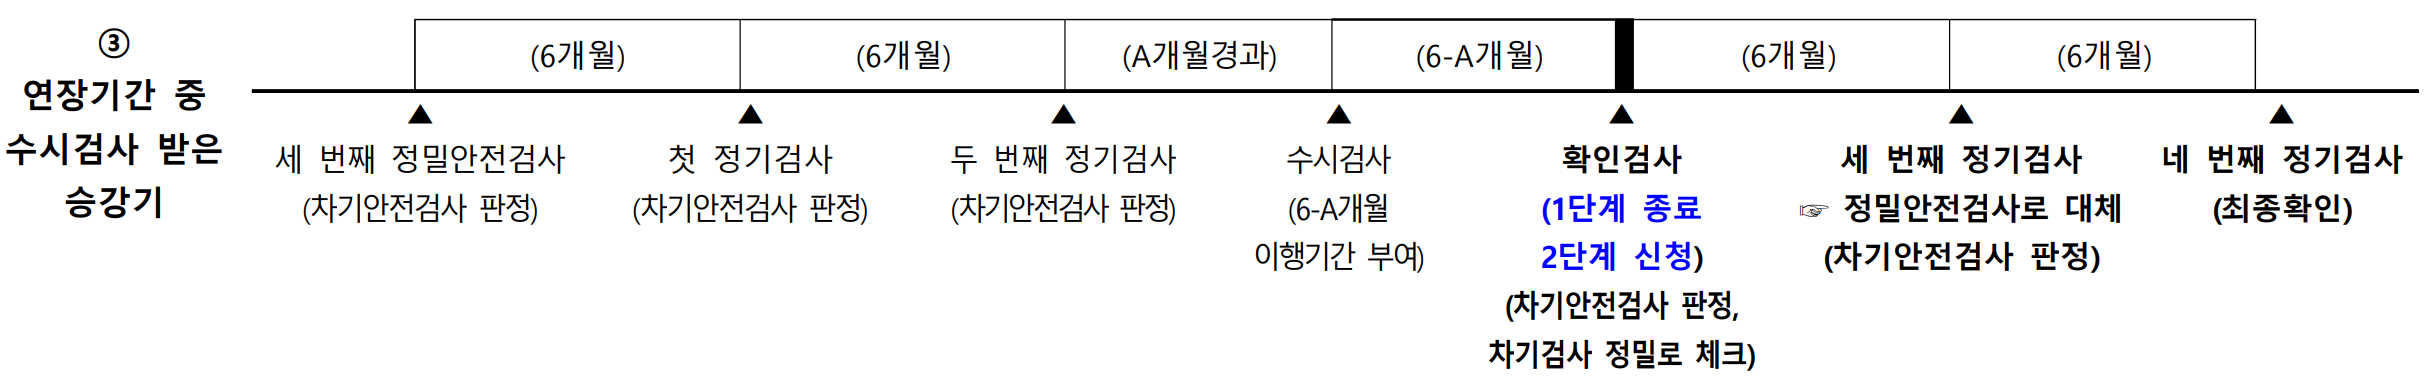 ③
연장기간 중
수시검사 받은
승강기
(6개월) (6개월) (A개월경과) (6-A개월) (6개월) (6개월)
▲ ▲ ▲ ▲ ▲ ▲ ▲
세 번째 정밀안전검사 첫 정기검사 두 번째 정기검사 수시검사 확인검사 세 번째 정기검사 네 번째 정기검사
(차기안전검사 판정) (차기안전검사 판정) (차기안전검사 판정) (6-A개월 (1단계 종료 ☞ 정밀안전검사로 대체 (최종확인)
이행기간 부여) 2단계 신청) (차기안전검사 판정)
(차기안전검사 판정,
차기검사 정밀로 체크)